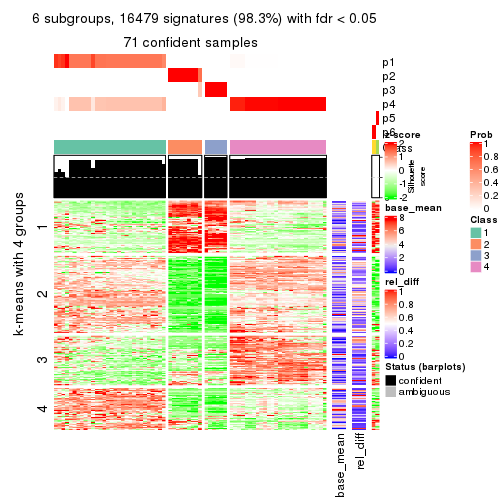 6 subgroups, 16479 signatures (98.3%) with fdr < 0.05
71 confident samples
p1
p2
p3
p4
p5
p6
Class
z-score
2
1
0
-1
-2
Silhouette
score
Prob
1
0.8
0.6
0.4
0.2
0
base_mean
8
6
4
2
0
Class
1
2
3
4
rel_diff
1
0.8
0.6
0.4
0.2
0
Status (barplots)
confident
ambiguous
k-means with 4 groups
1
2
3
4
base_mean
rel_diff